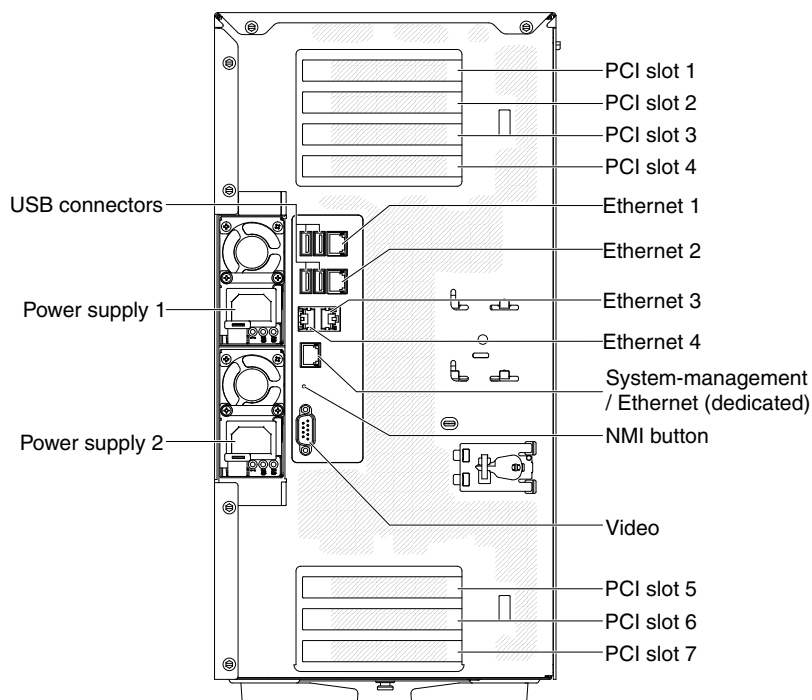 PCI slot 1
PCI slot 2
PCI slot 3
PCI slot 4
USB connectors
Ethernet 1
Ethernet 2
Power supply 1
Ethernet 3
Ethernet 4
System-management
/ Ethernet (dedicated)
Power supply 2
NMI button
Video
PCI slot 5
PCI slot 6
PCI slot 7